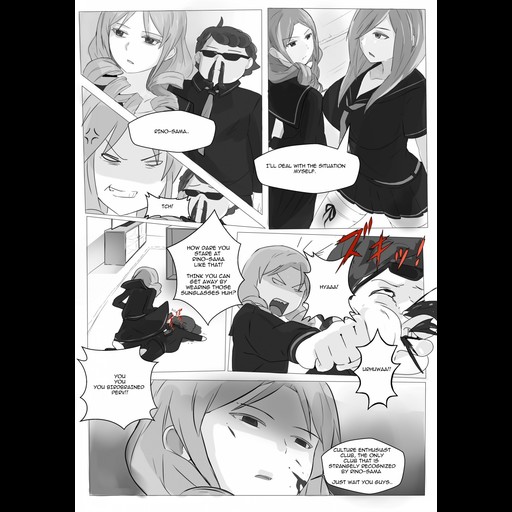 RINO-SAMA..
I'LL DEAL WITH THE SITUATION
MYSELF.
TCH!
HOW DARE YOU
STARE AT
RINO-SAMA
LIKE THAT!
THINK YOU CAN
GET AWAY BY
WEARING THOSE
SUNGLASSES HUH?
HYAAA!
ズキッ!
YOU
YOU
YOU BIRDBRAINED
PERV!!
URHUWAA!!
CULTURE ENTHUSIAST
CLUB, THE ONLY
CLUB THAT IS
STRANGELY RECOGNIZED
BY RINO-SAMA
JUST WAIT YOU GUYS..